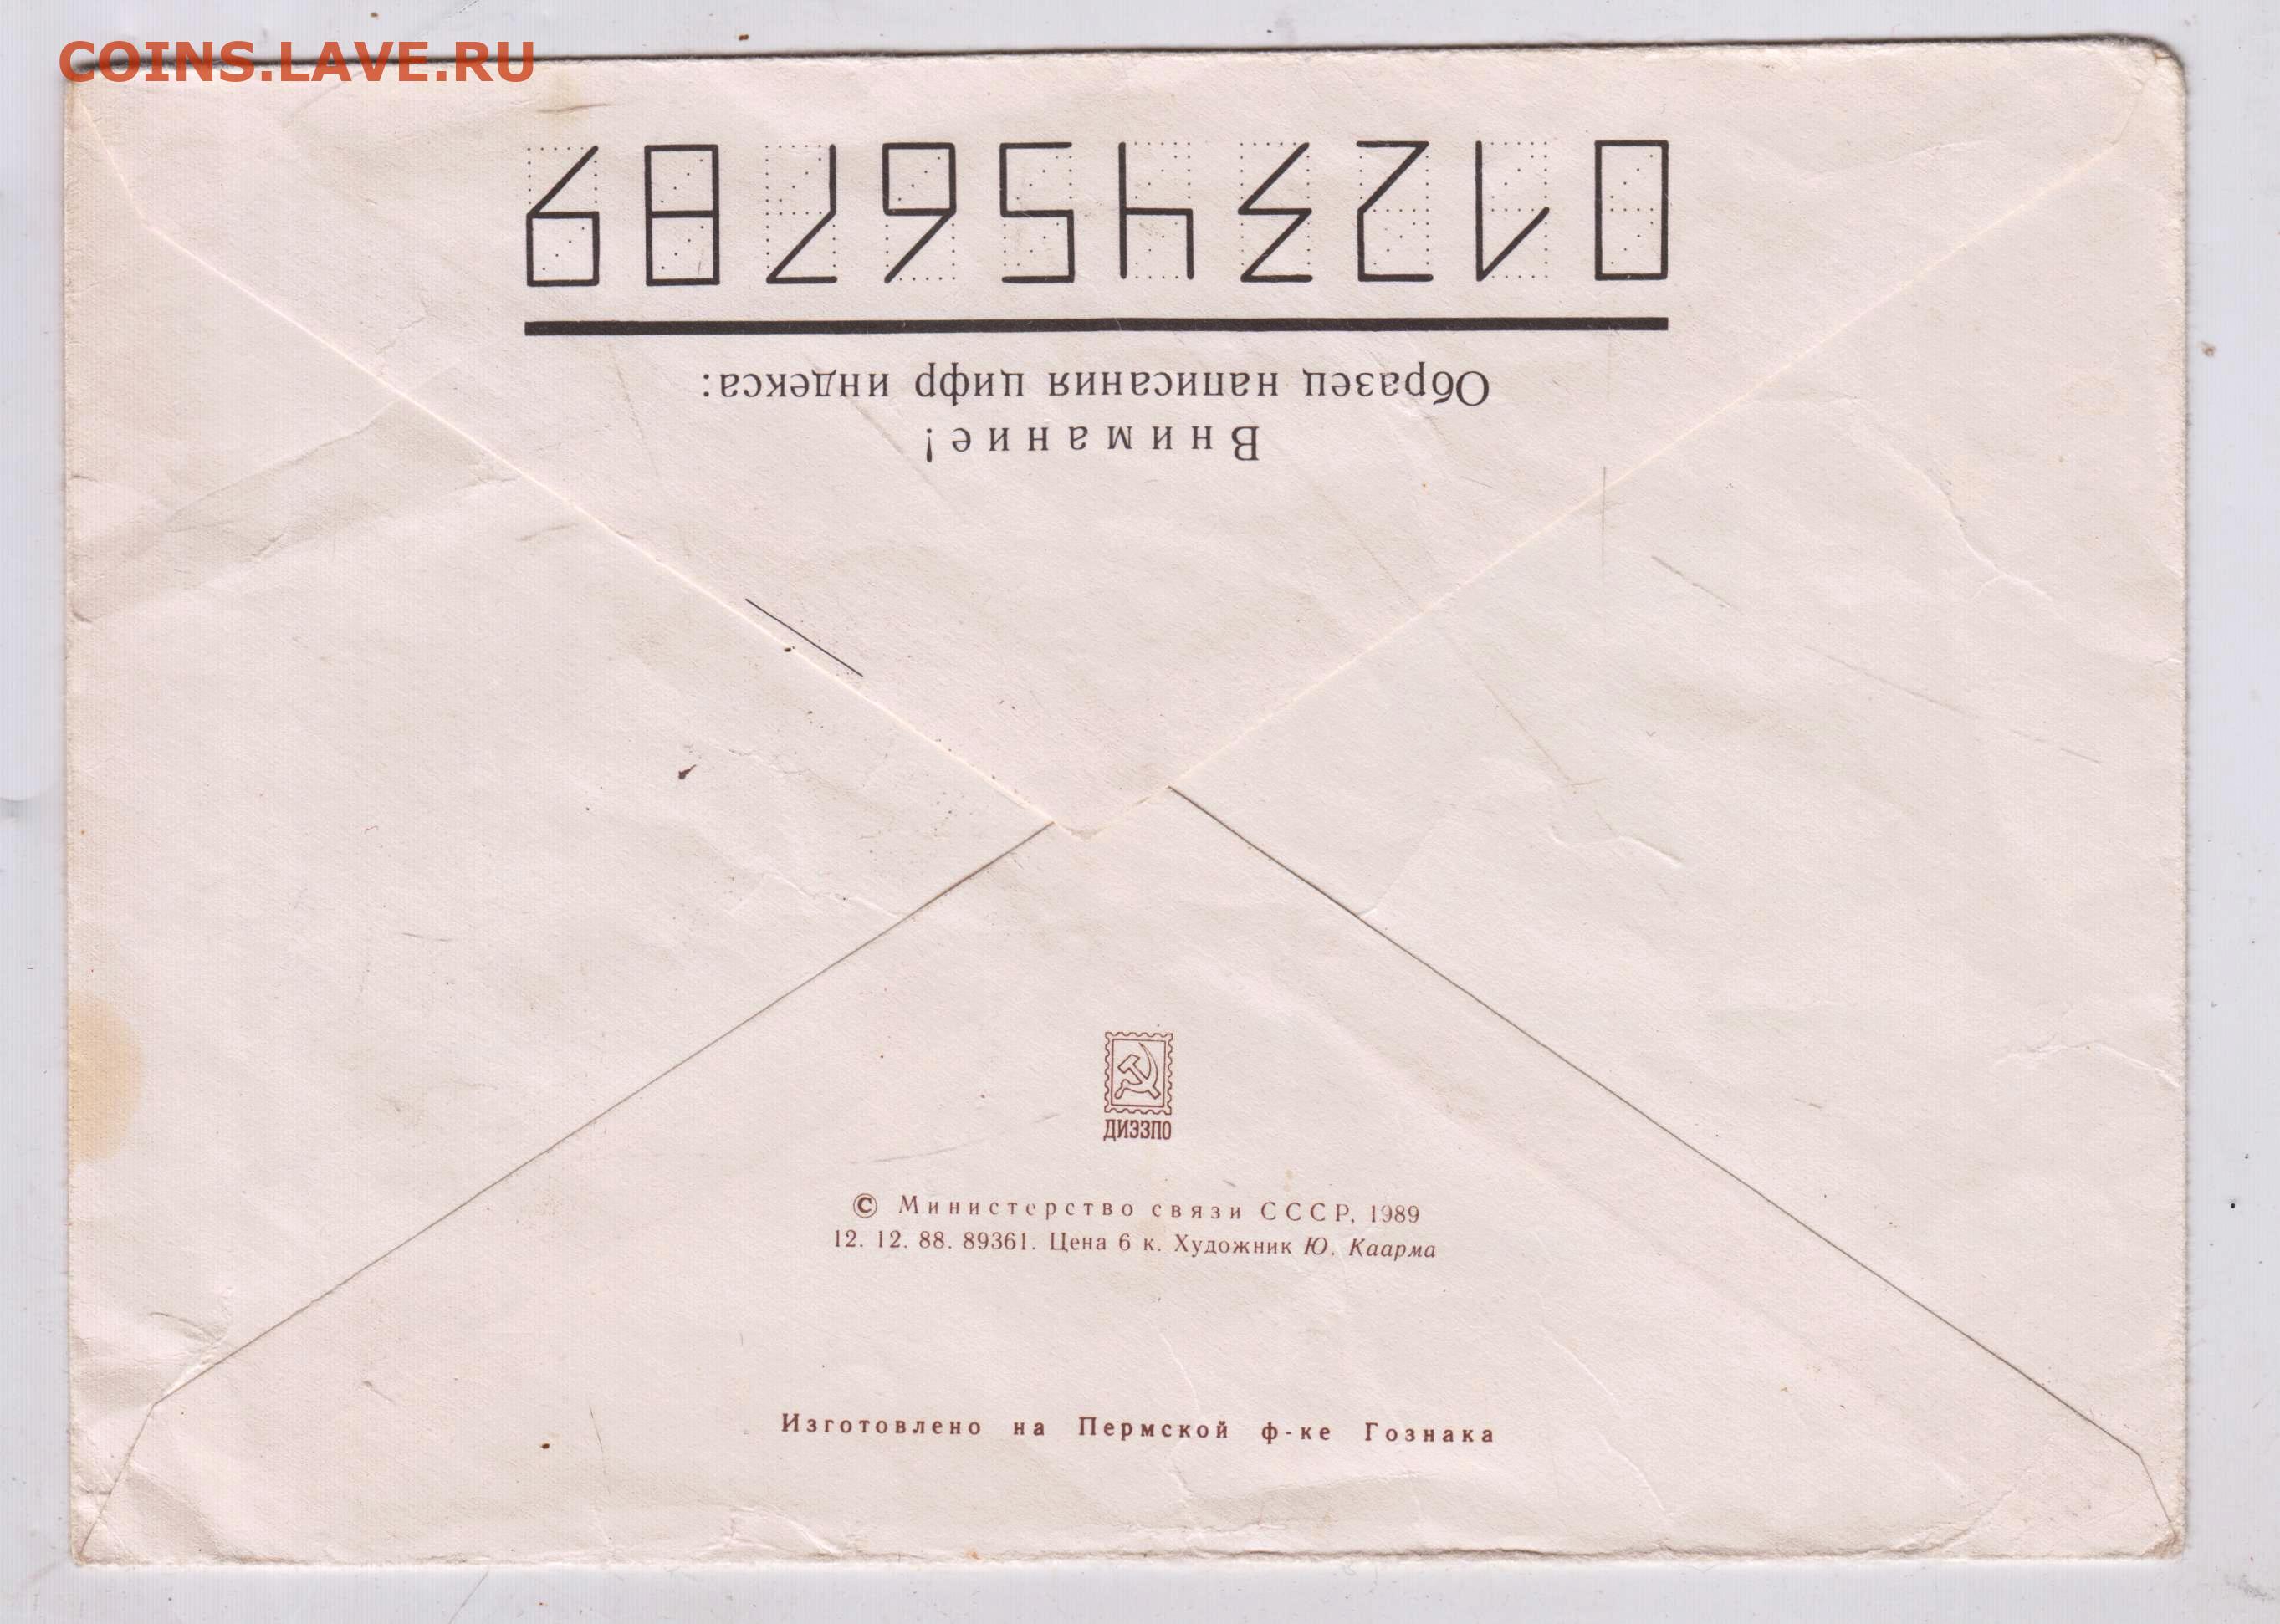 COINS.LAVE.RU
Внимание!
Образец написания цифр индекса:
0123456789
ДИЭЗПО
© Министерство связи СССР, 1989
12. 12. 88. 89361. Цена 6 к. Художник Ю. Каарма
Изготовлено на Пермской ф-ке Гознака